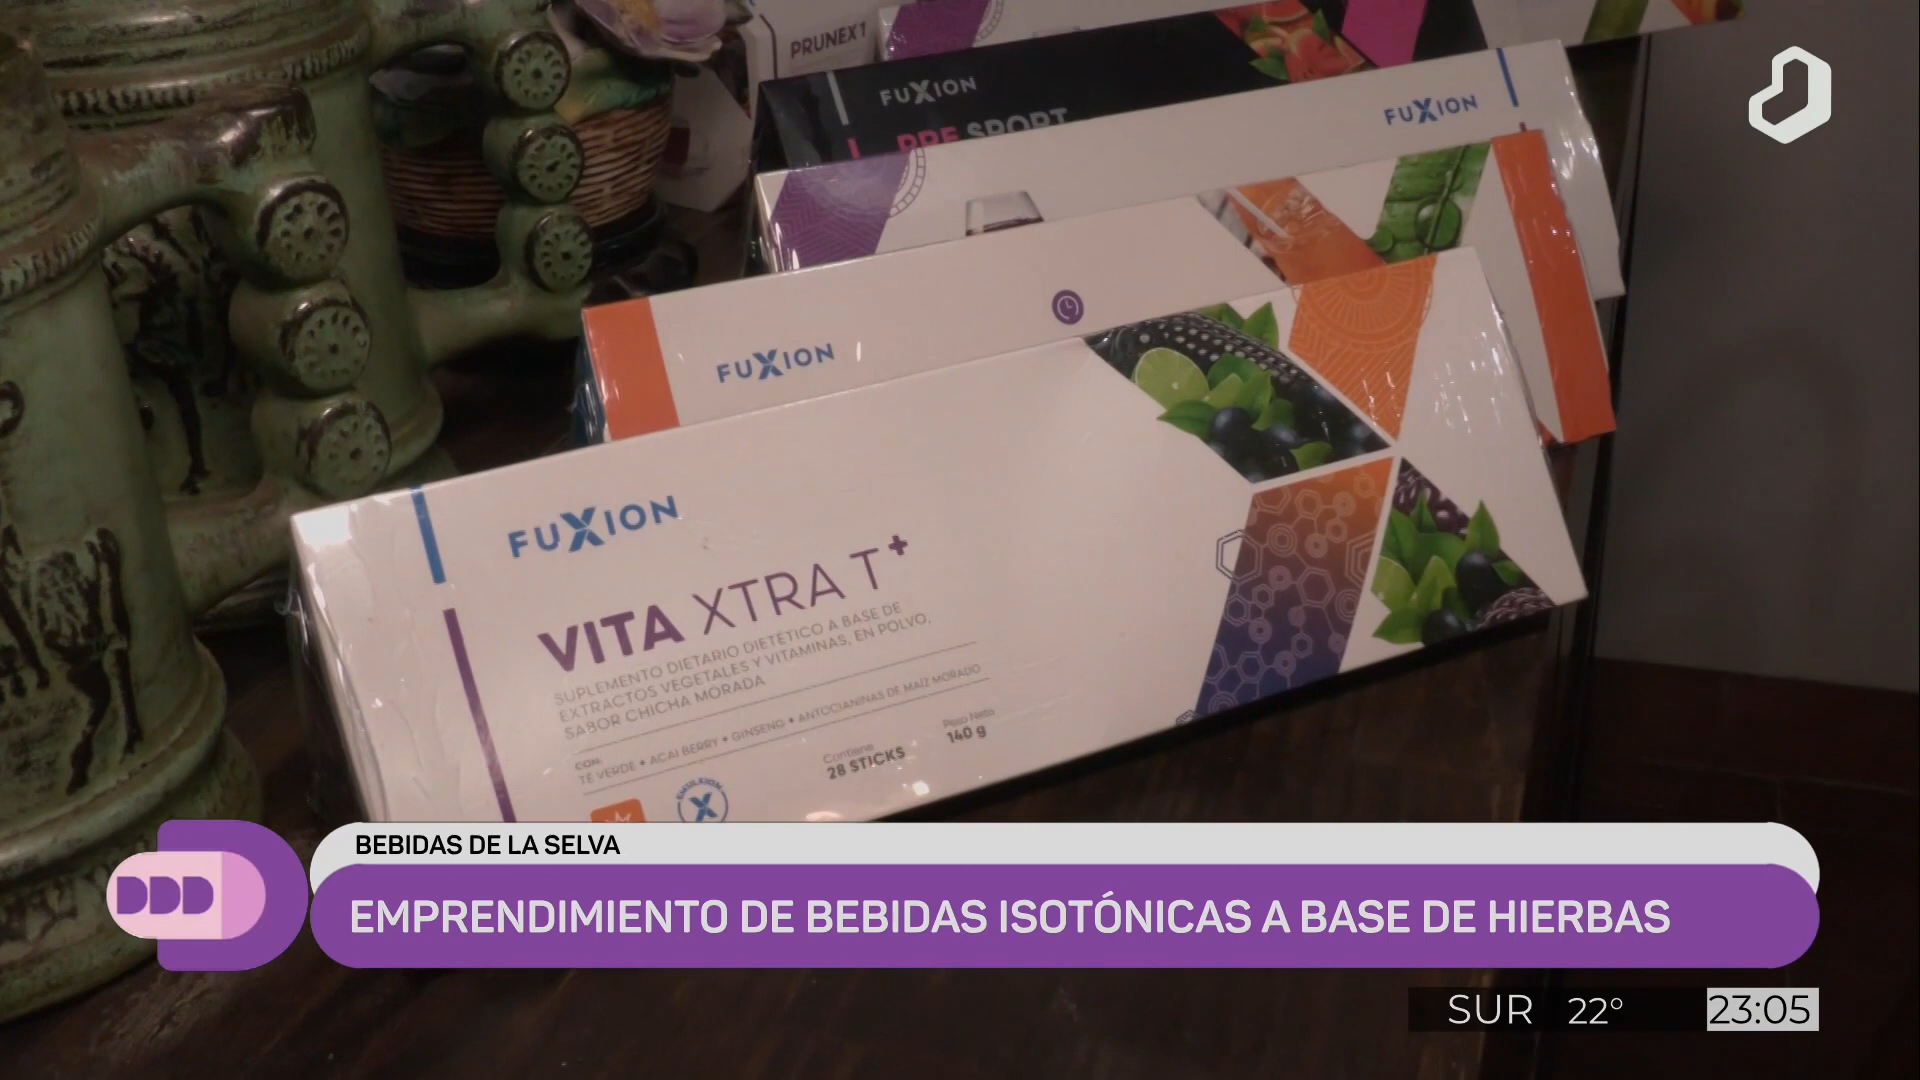 PRUNEX1
FUXION
PRE SPORT
FUXION
FUXION
FUXION
VITA XTRA T+
SUPLEMENTO DIETARIO DIETÉTICO A BASE DE
EXTRACTOS VEGETALES Y VITAMINAS, EN POLVO,
SABOR CHICHA MORADA
CON:
TÉ VERDE • ACAI BERRY • GINSENG • ANTOCIANINAS DE MAÍZ MORADO
Contiene
28 STICKS
Peso Neto
140 g
BEBIDAS DE LA SELVA
DDD
EMPRENDIMIENTO DE BEBIDAS ISOTÓNICAS A BASE DE HIERBAS
SUR 22° 23:05